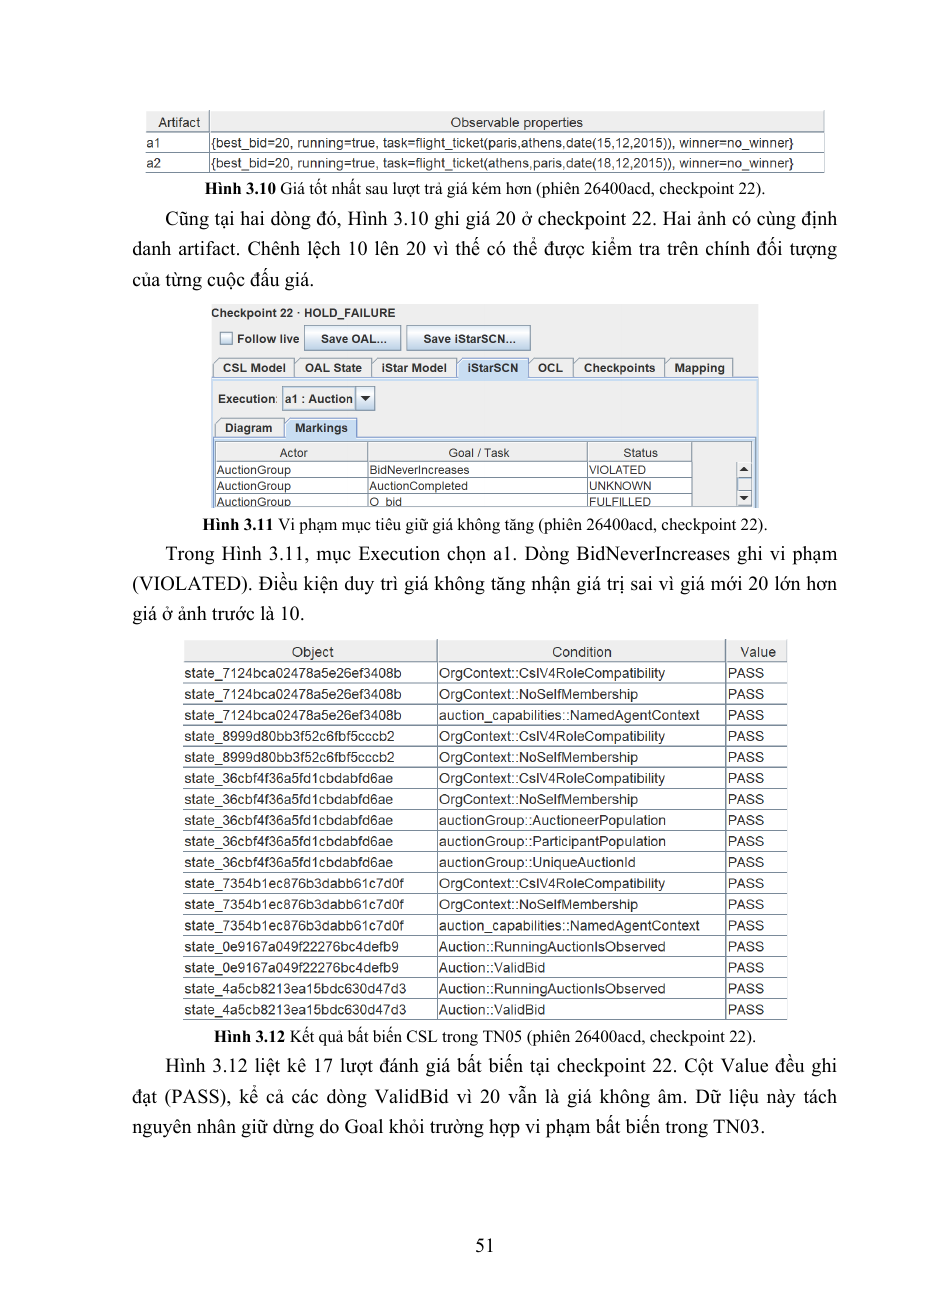 Artifact Observable properties
a1 {best_bid=20, running=true, task=flight_ticket(paris,athens,date(15,12,2015)), winner=no_winner}
a2 {best_bid=20, running=true, task=flight_ticket(athens,paris,date(18,12,2015)), winner=no_winner}
Hình 3.10 Giá tốt nhất sau lượt trả giá kém hơn (phiên 26400acd, checkpoint 22).
Cũng tại hai dòng đó, Hình 3.10 ghi giá 20 ở checkpoint 22. Hai ảnh có cùng định
danh artifact. Chênh lệch 10 lên 20 vì thế có thể được kiểm tra trên chính đối tượng
của từng cuộc đấu giá.
Checkpoint 22 · HOLD_FAILURE
Follow live Save OAL... Save iStarSCN...
CSL Model OAL State iStar Model iStarSCN OCL Checkpoints Mapping
Execution: a1 : Auction
Diagram Markings
Actor Goal / Task Status
AuctionGroup BidNeverIncreases VIOLATED
AuctionGroup AuctionCompleted UNKNOWN
AuctionGroup O_bid FULFILLED
Hình 3.11 Vi phạm mục tiêu giữ giá không tăng (phiên 26400acd, checkpoint 22).
Trong Hình 3.11, mục Execution chọn a1. Dòng BidNeverIncreases ghi vi phạm
(VIOLATED). Điều kiện duy trì giá không tăng nhận giá trị sai vì giá mới 20 lớn hơn
giá ở ảnh trước là 10.
Object Condition Value
state_7124bca02478a5e26ef3408b OrgContext::CslV4RoleCompatibility PASS
state_7124bca02478a5e26ef3408b OrgContext::NoSelfMembership PASS
state_7124bca02478a5e26ef3408b auction_capabilities::NamedAgentContext PASS
state_8999d80bb3f52c6fbf5cccb2 OrgContext::CslV4RoleCompatibility PASS
state_8999d80bb3f52c6fbf5cccb2 OrgContext::NoSelfMembership PASS
state_36cbf4f36a5fd1cbdabfd6ae OrgContext::CslV4RoleCompatibility PASS
state_36cbf4f36a5fd1cbdabfd6ae OrgContext::NoSelfMembership PASS
state_36cbf4f36a5fd1cbdabfd6ae auctionGroup::AuctioneerPopulation PASS
state_36cbf4f36a5fd1cbdabfd6ae auctionGroup::ParticipantPopulation PASS
state_36cbf4f36a5fd1cbdabfd6ae auctionGroup::UniqueAuctionId PASS
state_7354b1ec876b3dabb61c7d0f OrgContext::CslV4RoleCompatibility PASS
state_7354b1ec876b3dabb61c7d0f OrgContext::NoSelfMembership PASS
state_7354b1ec876b3dabb61c7d0f auction_capabilities::NamedAgentContext PASS
state_0e9167a049f22276bc4defb9 Auction::RunningAuctionIsObserved PASS
state_0e9167a049f22276bc4defb9 Auction::ValidBid PASS
state_4a5cb8213ea15bdc630d47d3 Auction::RunningAuctionIsObserved PASS
state_4a5cb8213ea15bdc630d47d3 Auction::ValidBid PASS
Hình 3.12 Kết quả bất biến CSL trong TN05 (phiên 26400acd, checkpoint 22).
Hình 3.12 liệt kê 17 lượt đánh giá bất biến tại checkpoint 22. Cột Value đều ghi
đạt (PASS), kể cả các dòng ValidBid vì 20 vẫn là giá không âm. Dữ liệu này tách
nguyên nhân giữ dừng do Goal khỏi trường hợp vi phạm bất biến trong TN03.
51